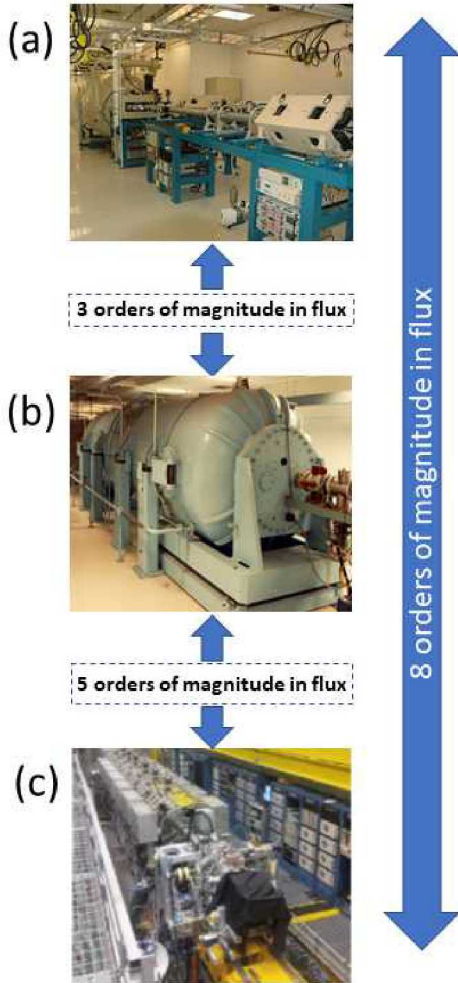 (a)
3 orders of magnitude in flux
(b)
5 orders of magnitude in flux
(c)
8 orders of magnitude in flux